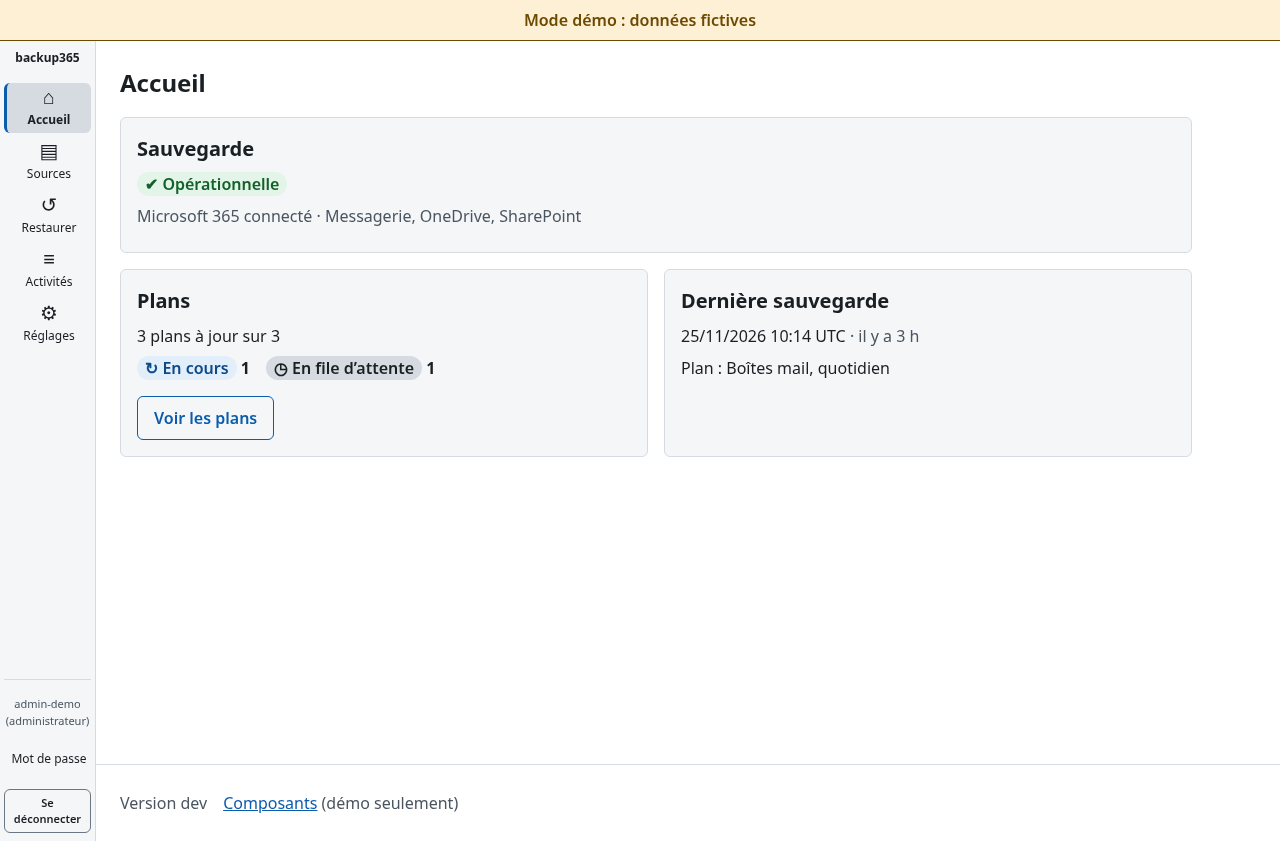 Mode démo : données fictives
backup365
Accueil
Sources
Restaurer
Activités
Réglages
admin-demo
(administrateur)
Mot de passe
Se
déconnecter
Accueil
Sauvegarde
✔ Opérationnelle
Microsoft 365 connecté · Messagerie, OneDrive, SharePoint
Plans
3 plans à jour sur 3
↻ En cours 1 ◷ En file d’attente 1
Voir les plans
Dernière sauvegarde
25/11/2026 10:14 UTC · il y a 3 h
Plan : Boîtes mail, quotidien
Version dev Composants (démo seulement)